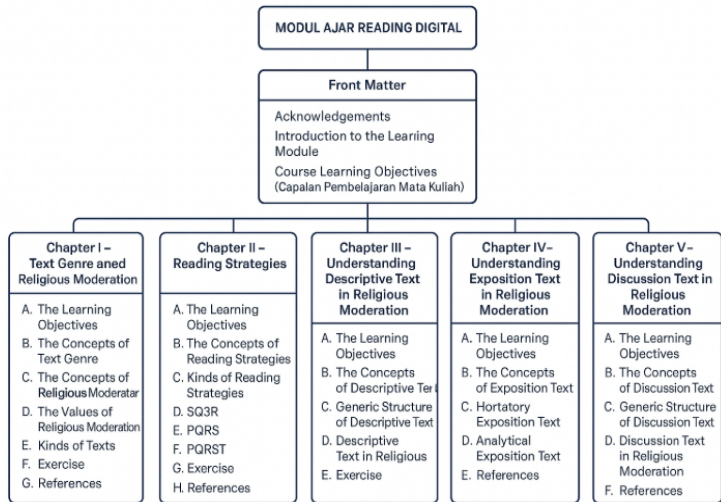 MODUL AJAR READING DIGITAL
Front Matter
Acknowledgements
Introduction to the Learning
Module
Course Learning Objectives
(Capalan Pembelajaran Mata Kuliah)
Chapter I –
Text Genre aned
Religious Moderation
A. The Learning
Objectives
B. The Concepts of
Text Genre
C. The Concepts of
Religious Moderatar
D. The Values of
Religious Moderation
E. Kinds of Texts
F. Exercise
G. References
Chapter II –
Reading Strategies
A. The Learning
Objectives
B. The Concepts of
Reading Strategies
C. Kinds of Reading
Strategies
D. SQ3R
E. PQRS
F. PQRST
G. Exercise
H. References
Chapter III –
Understanding
Descriptive Text
in Religious
Moderation
A. The Learning
Objectives
B. The Concepts
of Descriptive
C. Generic Structure
of Descriptive Text
D. Descriptive
Text in Religious
E. Exercise
Chapter IV–
Understanding
Exposition Text
in Religious
Moderation
A. The Learning
Objectives
B. The Concepts
of Exposition Text
C. Hortatory
Exposition Text
D. Analytical
Exposition Text
E. References
Chapter V–
Understanding
Discussion Text in
Religious
Moderation
A. The Learning
Objectives
B. The Concepts
of Discussion Text
C. Generic Structure
of Discussion Text
D. Discussion Text
in Religious
Moderation
F. References